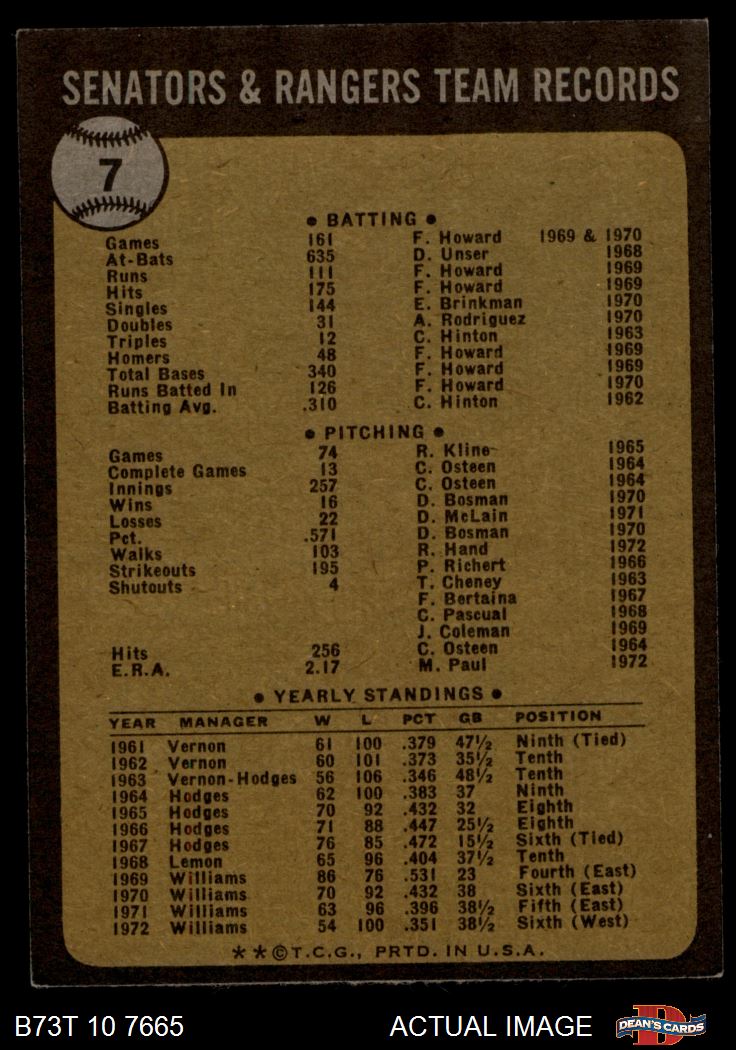 SENATORS & RANGERS TEAM RECORDS
7
• BATTING •
Games 161 F. Howard 1969 & 1970
At-Bats 635 D. Unser 1968
Runs 111 F. Howard 1969
Hits 175 F. Howard 1969
Singles 144 E. Brinkman 1970
Doubles 31 A. Rodriguez 1970
Triples 12 C. Hinton 1963
Homers 48 F. Howard 1969
Total Bases 340 F. Howard 1969
Runs Batted In 126 F. Howard 1970
Batting Avg. .310 C. Hinton 1962
• PITCHING •
Games 74 R. Kline 1965
Complete Games 13 C. Osteen 1964
Innings 257 C. Osteen 1964
Wins 16 D. Bosman 1970
Losses 22 D. McLain 1971
Pct. .571 D. Bosman 1970
Walks 103 R. Hand 1972
Strikeouts 195 P. Richert 1966
Shutouts 4 T. Cheney 1963
F. Bertaina 1967
C. Pascual 1968
J. Coleman 1969
Hits 256 C. Osteen 1964
E.R.A. 2.17 M. Paul 1972
• YEARLY STANDINGS •
YEAR MANAGER W L PCT GB POSITION
1961 Vernon 61 100 .379 47½ Ninth (Tied)
1962 Vernon 60 101 .373 35½ Tenth
1963 Vernon-Hodges 56 106 .346 48½ Tenth
1964 Hodges 62 100 .383 37 Ninth
1965 Hodges 70 92 .432 32 Eighth
1966 Hodges 71 88 .447 25½ Eighth
1967 Hodges 76 85 .472 15½ Sixth (Tied)
1968 Lemon 65 96 .404 37½ Tenth
1969 Williams 86 76 .531 23 Fourth (East)
1970 Williams 70 92 .432 38 Sixth (East)
1971 Williams 63 96 .396 38½ Fifth (East)
1972 Williams 54 100 .351 38½ Sixth (West)
**©T.C.G., PRTD. IN U.S.A.
B73T 10 7665 ACTUAL IMAGE D DEAN'S CARDS